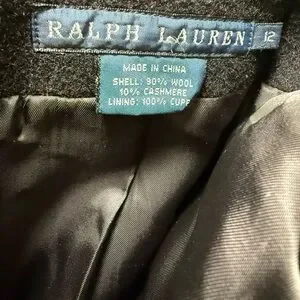 RALPH LAUREN 12
MADE IN CHINA
SHELL: 90% WOOL
10% CASHMERE
LINING: 100% CUPR